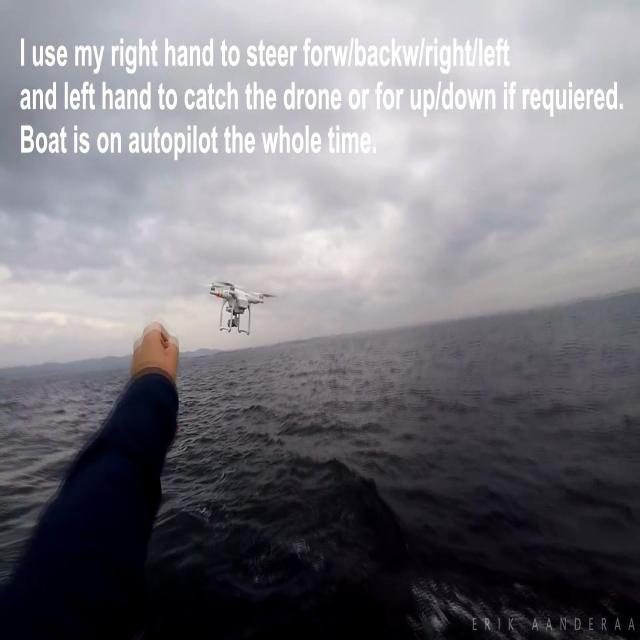 I use my right hand to steer forw/backw/right/left
and left hand to catch the drone or for up/down if requiered.
Boat is on autopilot the whole time.
ERIK AANDERAA